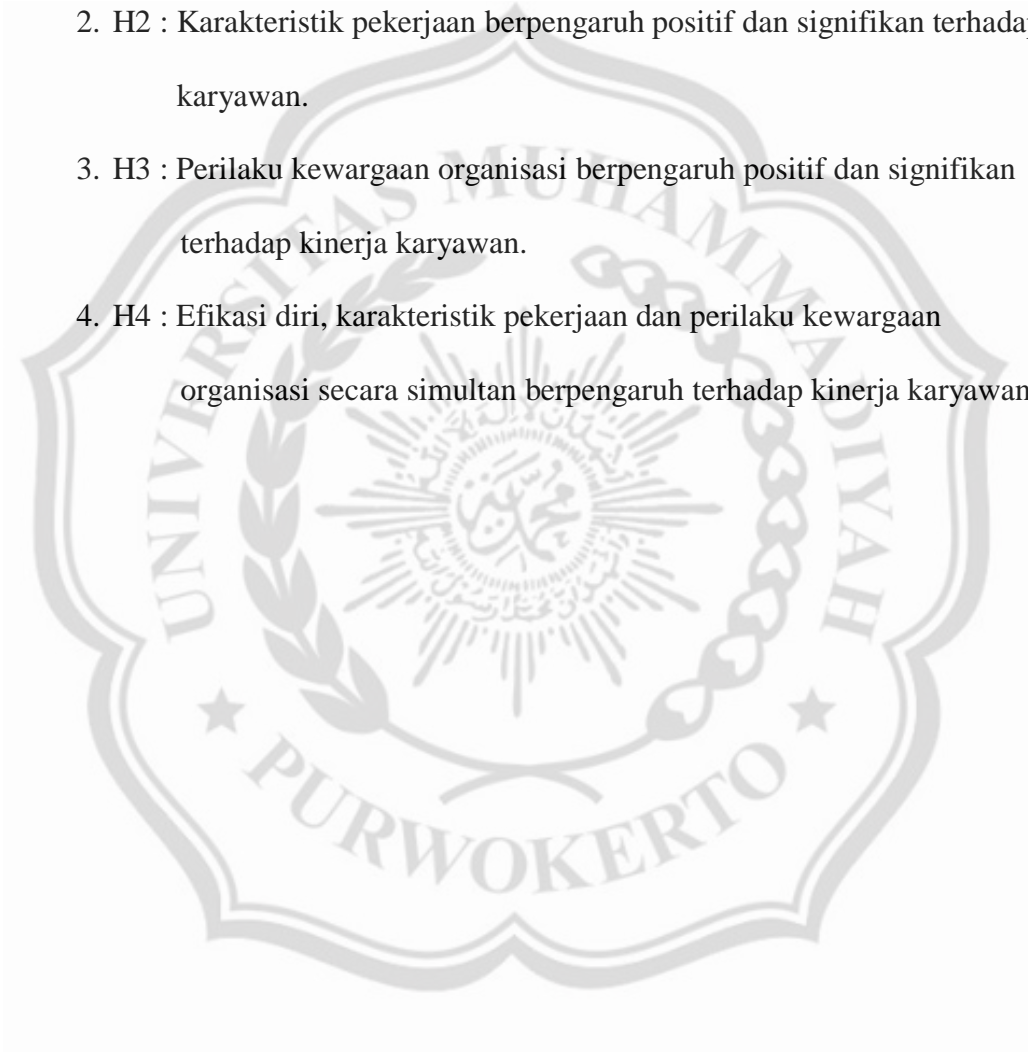 2. H2 : Karakteristik pekerjaan berpengaruh positif dan signifikan
karyawan.
3. H3 : Perilaku kewargaan organisasi berpengaruh positif dan signifikan
terhadap kinerja karyawan.
4. H4 : Efikasi diri, karakteristik pekerjaan dan perilaku kewargaan
organisasi secara simultan berpengaruh terhadap kinerja karyawan
UNIVERSITAS MUHAMMADIYAH
PURWOKERTO